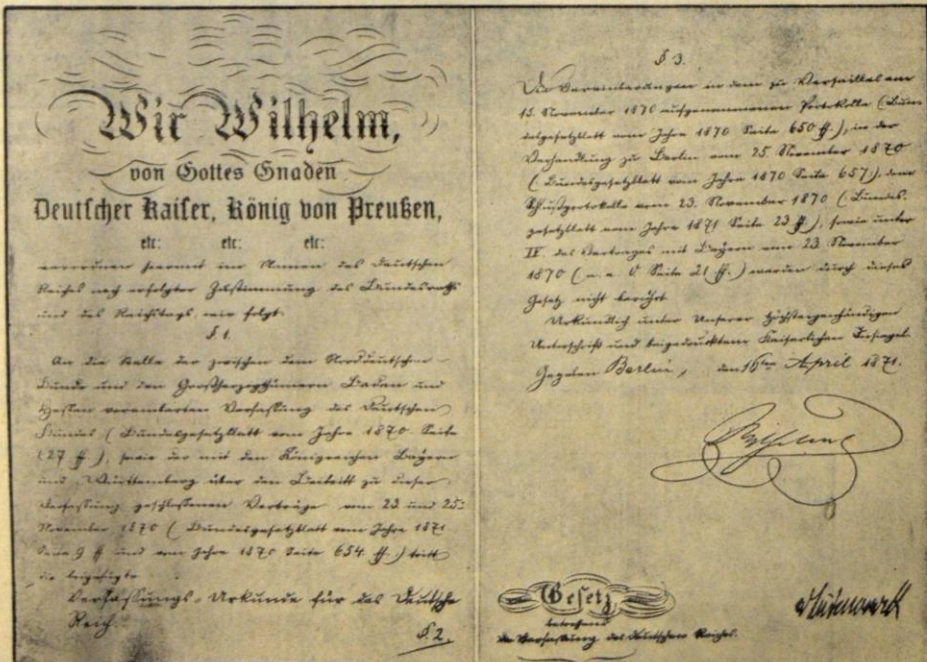 Wir Wilhelm,
von Gottes Gnaden
Deutscher Kaiser, König von Preußen,
etc: etc: etc:
verordnen hiermit im Namen des Deutschen
Reiches nach erfolgter Zustimmung des Bundesraths
und des Reichstags was folgt
§. 1.
An die Stelle der zwischen dem Norddeutschen
Bunde und den Großherzogthümern Baden und
Hessen vereinbarten Verfassung des Deutschen
Bundes (Bundesgesetzblatt vom Jahre 1870. Seite
627 ff.), sowie der mit den Königreichen Bayern
und Württemberg über den Beitritt zu dieser
Verfassung geschlossenen Verträge vom 23. und 25.
November 1870 (Bundesgesetzblatt vom Jahre 1871
Seite 9 ff. und vom Jahre 1870 Seite 654 ff.) tritt
die beigefügte
Verfassungs-Urkunde für das Deutsche
Reich.
§. 2.
§ 3.
Die Vereinbarungen in dem zu Versailles am
15. November 1870 aufgenommenen Protokolle (Bun
desgesetzblatt vom Jahre 1870 Seite 650 ff.), in der
Verhandlung zu Berlin vom 25. November 1870
(Bundesgesetzblatt vom Jahre 1870 Seite 657), dem
Schlußprotokolle vom 23. November 1870 (Bundes-
gesetzblatt vom Jahre 1871 Seite 23 ff.), sowie unter
IV. des Vertrages mit Bayern vom 23. November
1870 (a. a. O. Seite 21 ff.) werden durch dieses
Gesetz nicht berührt.
Urkundlich unter Unserer Höchsteigenhändigen
Unterschrift und beigedrucktem Kaiserlichen Insiegel.
Gegeben Berlin, den 16ten April 1871.
Gesetz,
betreffend
die Verfassung des Deutschen Reiches.